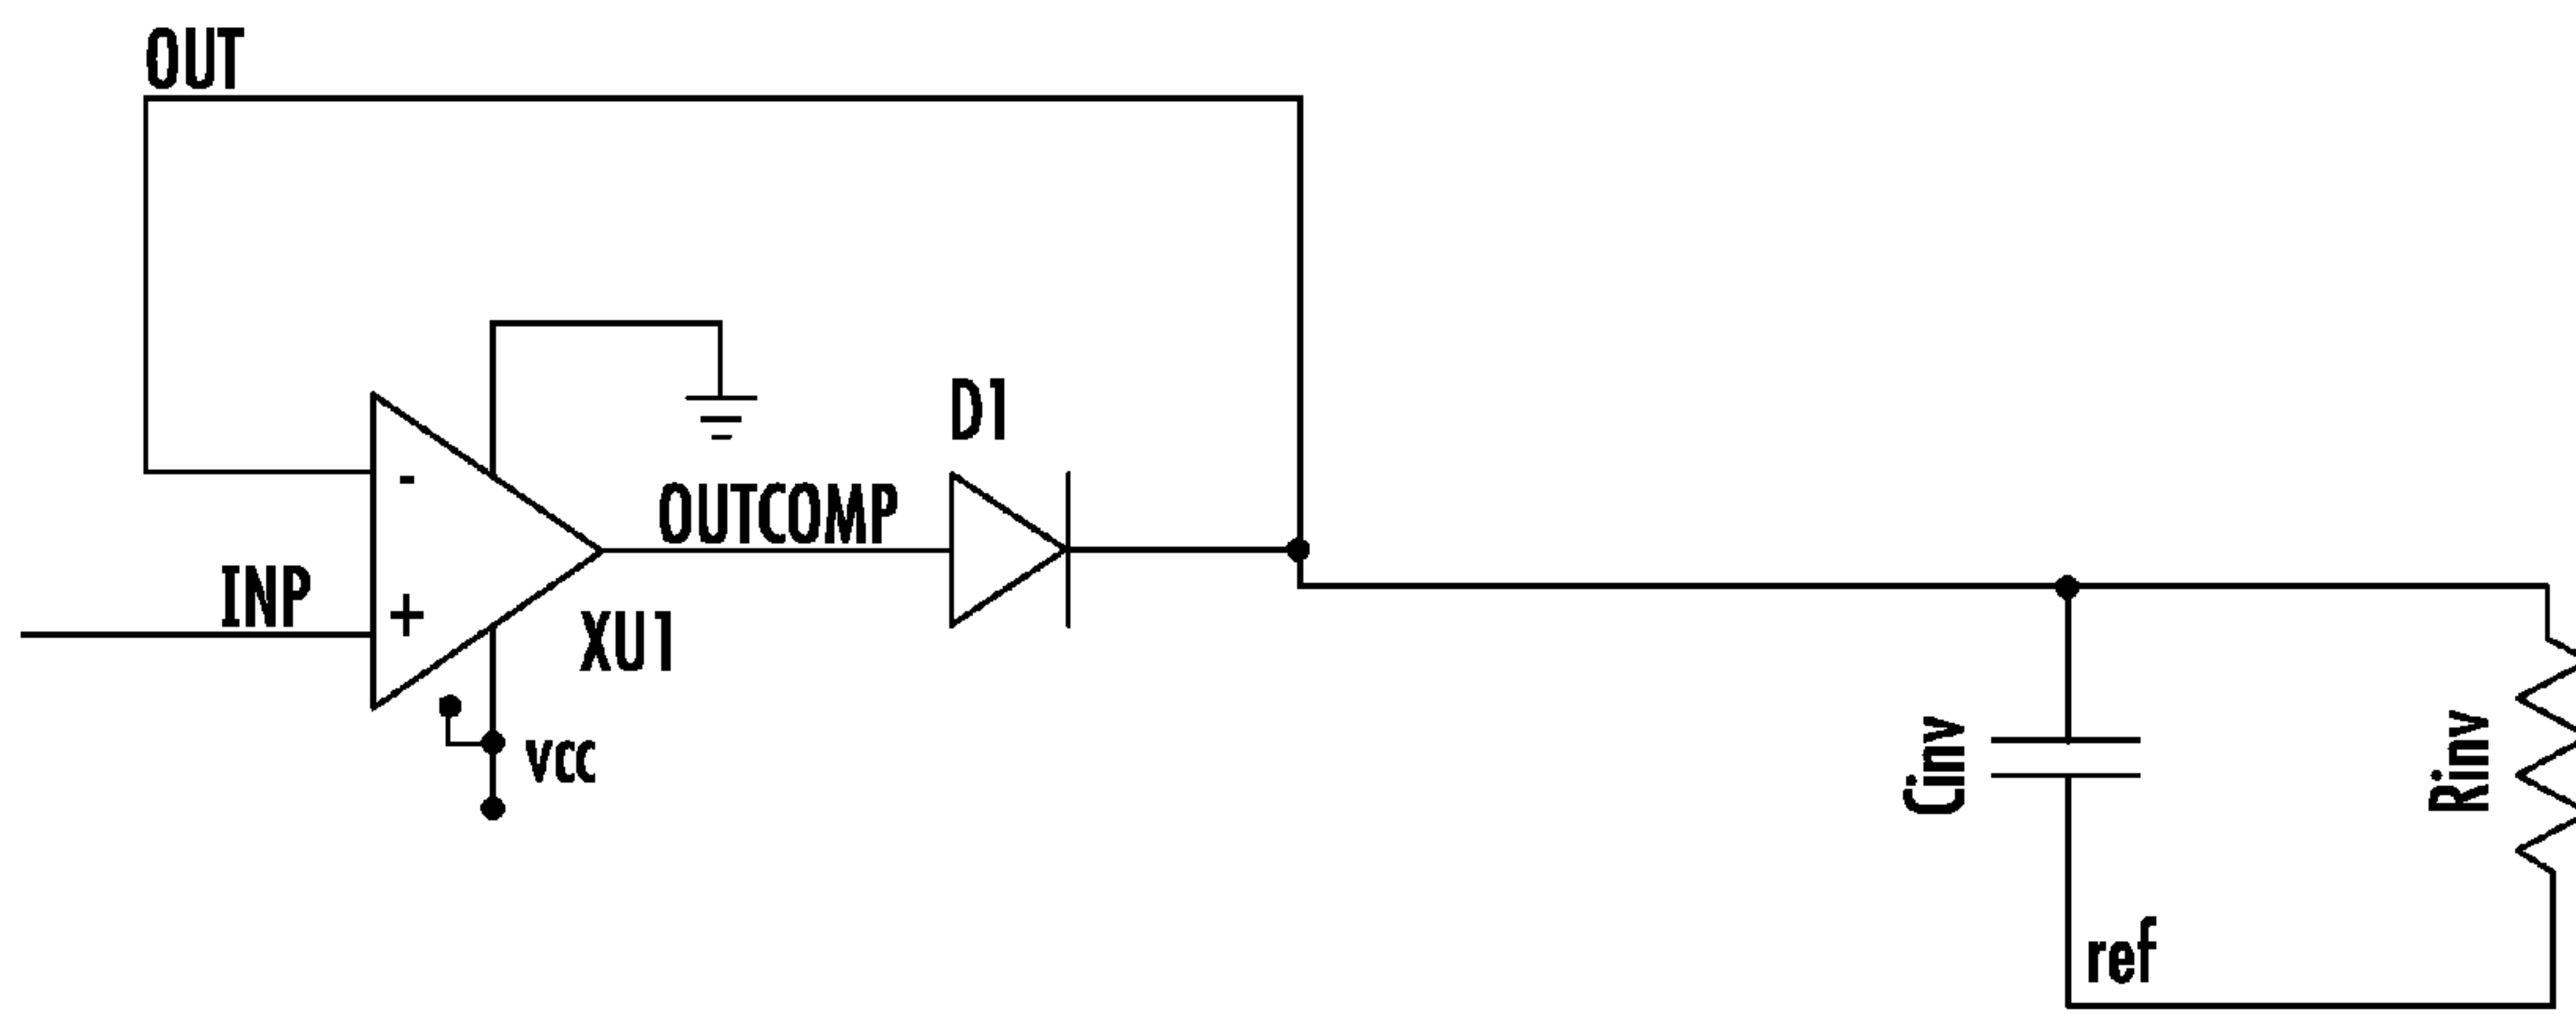 OUT
D1
OUTCOMP
-
INP
+
XU1
vcc
Cinv
Rinv
ref